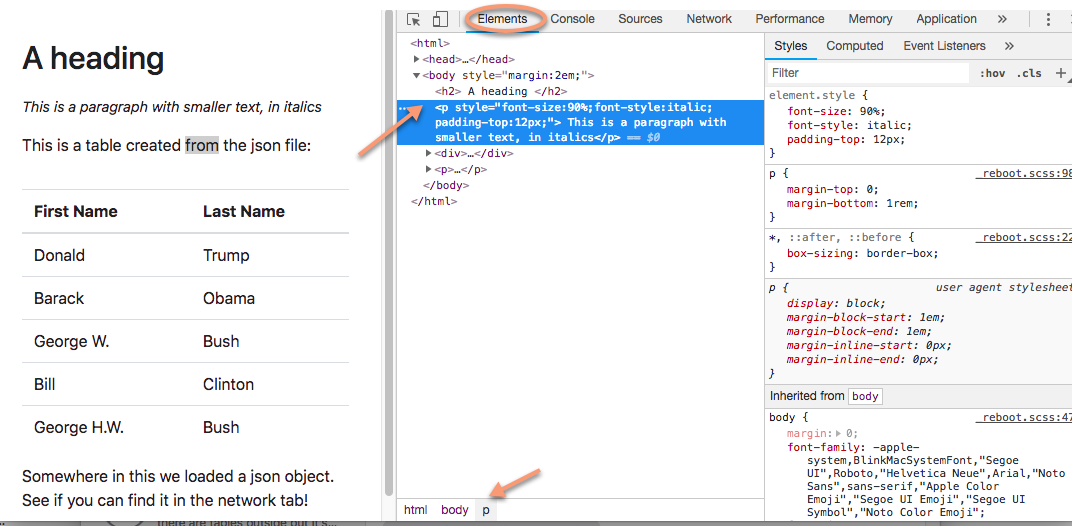 A heading
This is a paragraph with smaller text, in italics
This is a table created from the json file:
First Name Last Name
Donald Trump
Barack Obama
George W. Bush
Bill Clinton
George H.W. Bush
Somewhere in this we loaded a json object.
See if you can find it in the network tab!
Elements Console Sources Network Performance Memory Application »
<html>
▶<head>…</head>
▼<body style="margin:2em;">
<h2> A heading </h2>
…
<p style="font-size:90%;font-style:italic;
padding-top:12px;"> This is a paragraph with
smaller text, in italics</p> == $0
▶<div>…</div>
▶<p>…</p>
</body>
</html>
html body p
Styles Computed Event Listeners »
Filter :hov .cls +
element.style {
font-size: 90%;
font-style: italic;
padding-top: 12px;
}
p { _reboot.scss:98
margin-top: 0;
margin-bottom: 1rem;
}
*, ::after, ::before { _reboot.scss:22
box-sizing: border-box;
}
p { user agent stylesheet
display: block;
margin-block-start: 1em;
margin-block-end: 1em;
margin-inline-start: 0px;
margin-inline-end: 0px;
}
Inherited from body
body { _reboot.scss:47
margin:▶ 0;
font-family: -apple-
system,BlinkMacSystemFont,"Segoe
UI",Roboto,"Helvetica Neue",Arial,"Noto
Sans",sans-serif,"Apple Color
Emoji","Segoe UI Emoji","Segoe UI
Symbol","Noto Color Emoji";